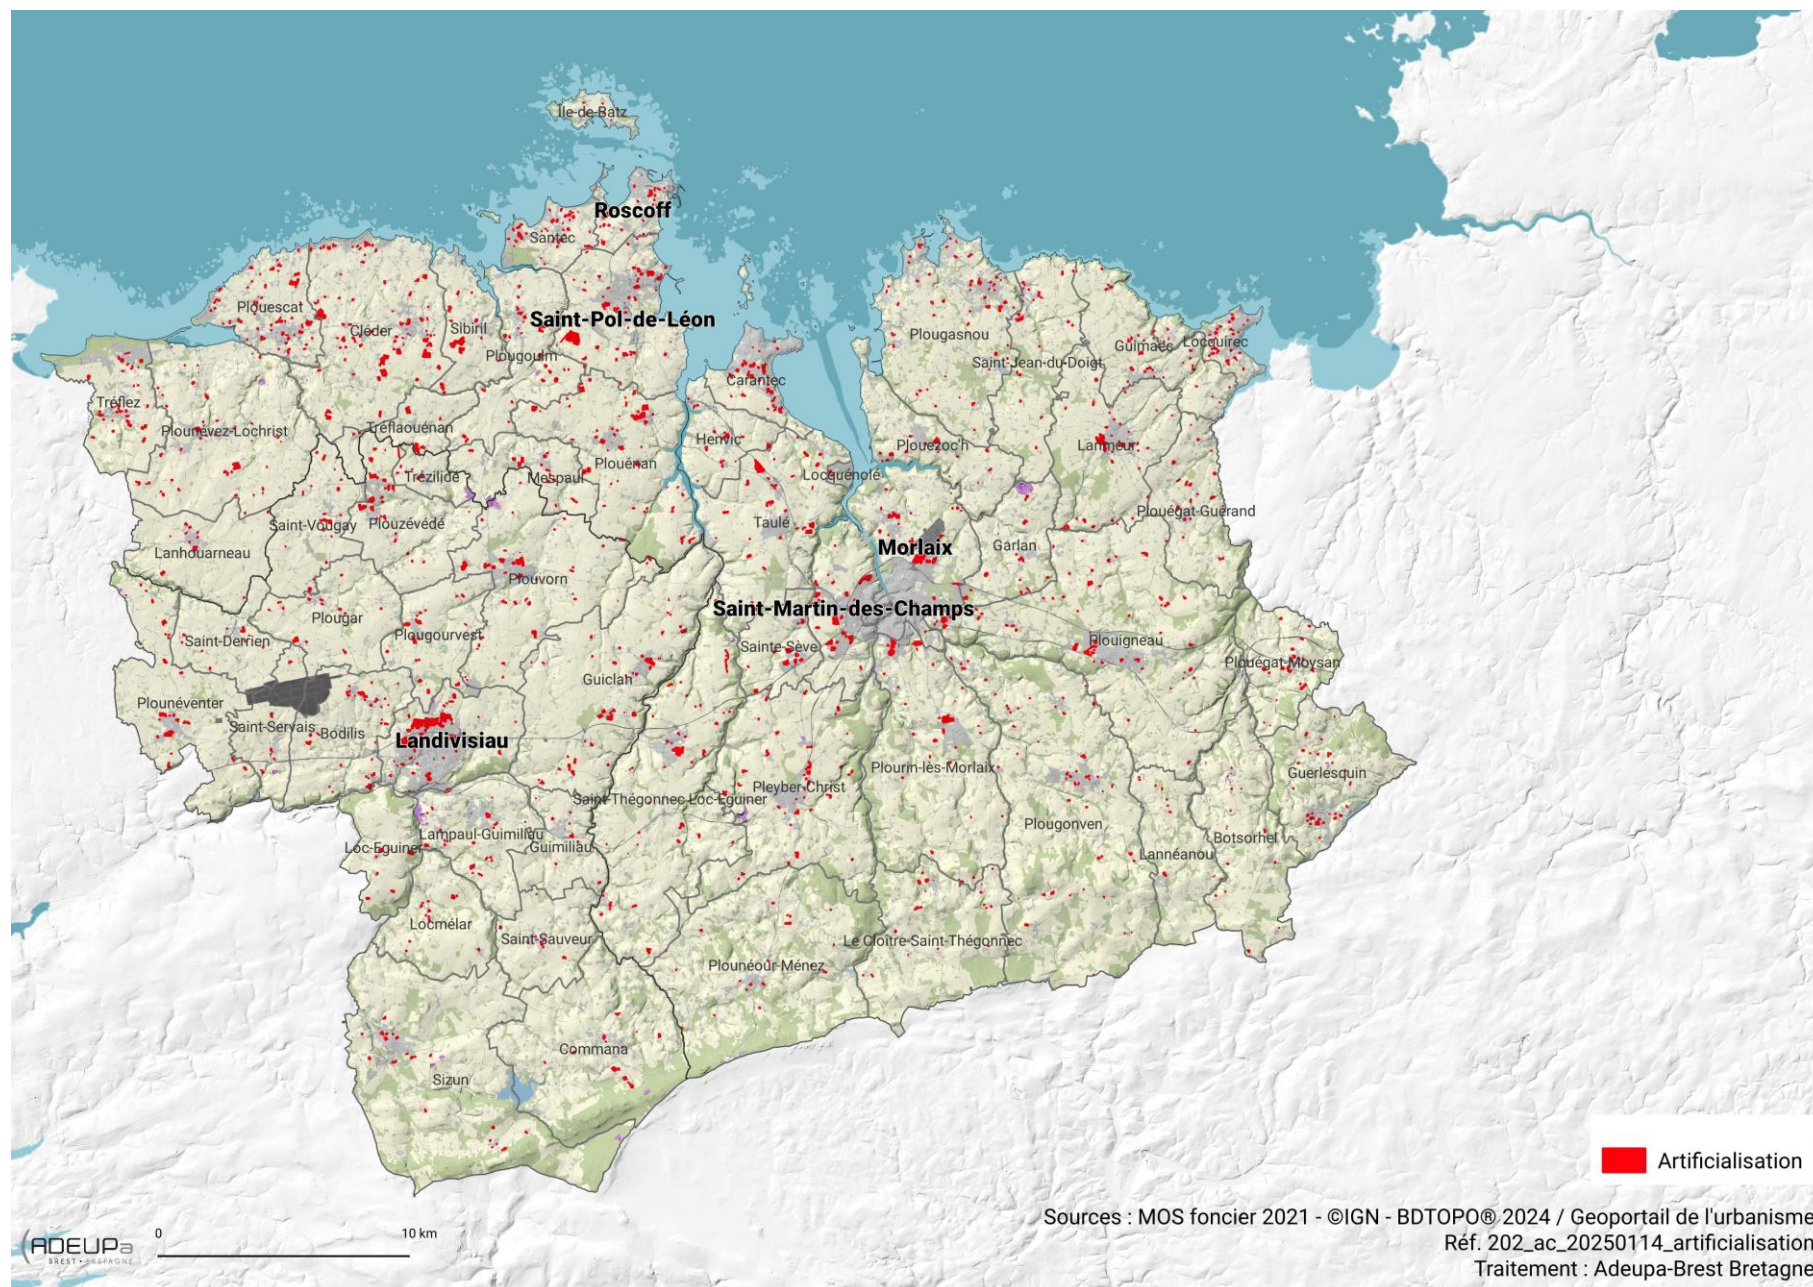 Île-de-Batz
Roscoff
Santec
Plouescat
Cléder
Sibiril
Saint-Pol-de-Léon
Plougoulm
Plougasnou
Saint-Jean-du-Doigt
Guimaëc
Locquirec
Carantec
Tréflez
Plounévez-Lochrist
Tréflaouénan
Trézilidé
Mespaul
Plouénan
Henvic
Locquénolé
Plouezoc'h
Lanmeur
Saint-Vougay
Plouzévédé
Taulé
Plouégat-Guérand
Lanhouarneau
Morlaix
Garlan
Plouvorn
Saint-Martin-des-Champs
Plougar
Plougourvest
Saint-Derrien
Sainte-Sève
Plouigneau
Plouégat-Moysan
Guiclan
Plounéventer
Saint-Servais
Bodilis
Landivisiau
Plourin-lès-Morlaix
Guerlesquin
Pleyber-Christ
Saint-Thégonnec-Loc-Eguiner
Plougonven
Lampaul-Guimiliau
Guimiliau
Loc-Eguiner
Botsorhel
Lannéanou
Locmélar
Saint-Sauveur
Le Cloître-Saint-Thégonnec
Plounéour-Ménez
Commana
Sizun
Artificialisation
Sources : MOS foncier 2021 - ©IGN - BDTOPO® 2024 / Geoportail de l'urbanisme
Réf. 202_ac_20250114_artificialisation
Traitement : Adeupa-Brest Bretagne
ADEUPa
BREST • BRETAGNE
0
10 km